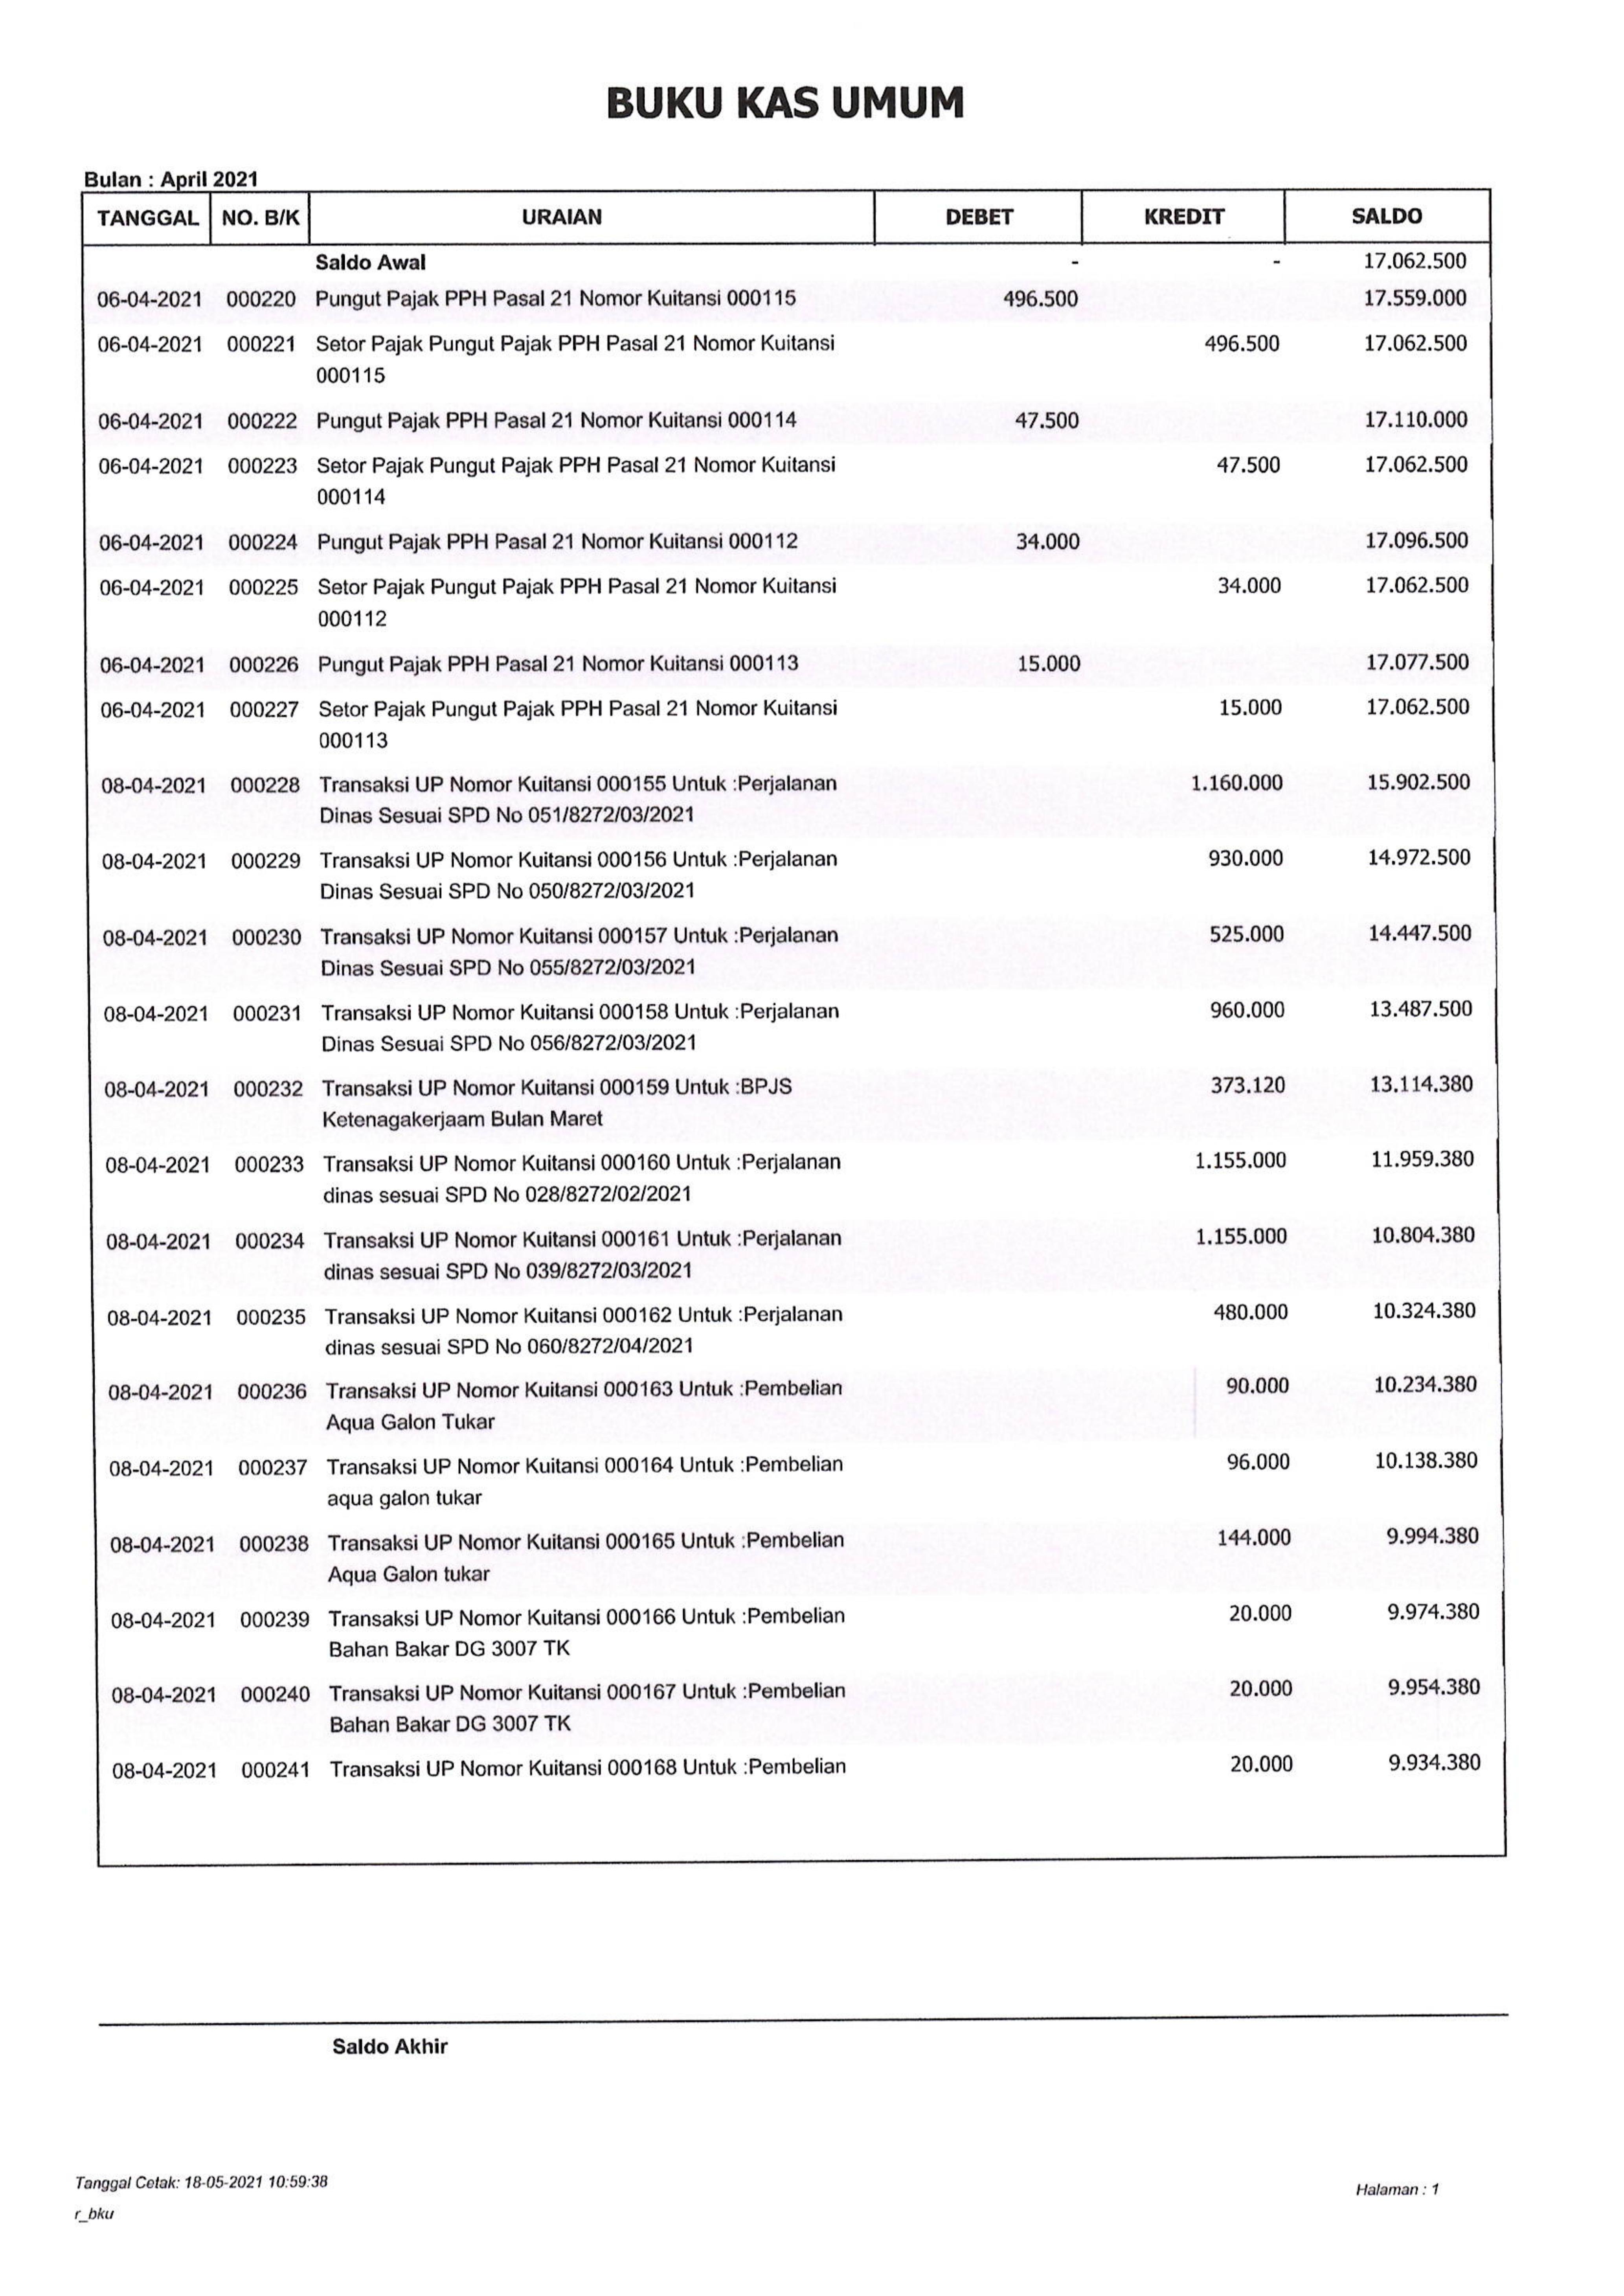 BUKU KAS UMUM
Bulan : April 2021
TANGGAL NO. B/K URAIAN DEBET KREDIT SALDO
Saldo Awal - - 17.062.500
06-04-2021 000220 Pungut Pajak PPH Pasal 21 Nomor Kuitansi 000115 496.500 17.559.000
06-04-2021 000221 Setor Pajak Pungut Pajak PPH Pasal 21 Nomor Kuitansi 496.500 17.062.500
000115
06-04-2021 000222 Pungut Pajak PPH Pasal 21 Nomor Kuitansi 000114 47.500 17.110.000
06-04-2021 000223 Setor Pajak Pungut Pajak PPH Pasal 21 Nomor Kuitansi 47.500 17.062.500
000114
06-04-2021 000224 Pungut Pajak PPH Pasal 21 Nomor Kuitansi 000112 34.000 17.096.500
06-04-2021 000225 Setor Pajak Pungut Pajak PPH Pasal 21 Nomor Kuitansi 34.000 17.062.500
000112
06-04-2021 000226 Pungut Pajak PPH Pasal 21 Nomor Kuitansi 000113 15.000 17.077.500
06-04-2021 000227 Setor Pajak Pungut Pajak PPH Pasal 21 Nomor Kuitansi 15.000 17.062.500
000113
08-04-2021 000228 Transaksi UP Nomor Kuitansi 000155 Untuk :Perjalanan 1.160.000 15.902.500
Dinas Sesuai SPD No 051/8272/03/2021
08-04-2021 000229 Transaksi UP Nomor Kuitansi 000156 Untuk :Perjalanan 930.000 14.972.500
Dinas Sesuai SPD No 050/8272/03/2021
08-04-2021 000230 Transaksi UP Nomor Kuitansi 000157 Untuk :Perjalanan 525.000 14.447.500
Dinas Sesuai SPD No 055/8272/03/2021
08-04-2021 000231 Transaksi UP Nomor Kuitansi 000158 Untuk :Perjalanan 960.000 13.487.500
Dinas Sesuai SPD No 056/8272/03/2021
08-04-2021 000232 Transaksi UP Nomor Kuitansi 000159 Untuk :BPJS 373.120 13.114.380
Ketenagakerjaam Bulan Maret
08-04-2021 000233 Transaksi UP Nomor Kuitansi 000160 Untuk :Perjalanan 1.155.000 11.959.380
dinas sesuai SPD No 028/8272/02/2021
08-04-2021 000234 Transaksi UP Nomor Kuitansi 000161 Untuk :Perjalanan 1.155.000 10.804.380
dinas sesuai SPD No 039/8272/03/2021
08-04-2021 000235 Transaksi UP Nomor Kuitansi 000162 Untuk :Perjalanan 480.000 10.324.380
dinas sesuai SPD No 060/8272/04/2021
08-04-2021 000236 Transaksi UP Nomor Kuitansi 000163 Untuk :Pembelian 90.000 10.234.380
Aqua Galon Tukar
08-04-2021 000237 Transaksi UP Nomor Kuitansi 000164 Untuk :Pembelian 96.000 10.138.380
aqua galon tukar
08-04-2021 000238 Transaksi UP Nomor Kuitansi 000165 Untuk :Pembelian 144.000 9.994.380
Aqua Galon tukar
08-04-2021 000239 Transaksi UP Nomor Kuitansi 000166 Untuk :Pembelian 20.000 9.974.380
Bahan Bakar DG 3007 TK
08-04-2021 000240 Transaksi UP Nomor Kuitansi 000167 Untuk :Pembelian 20.000 9.954.380
Bahan Bakar DG 3007 TK
08-04-2021 000241 Transaksi UP Nomor Kuitansi 000168 Untuk :Pembelian 20.000 9.934.380
Saldo Akhir
Tanggal Cetak: 18-05-2021 10:59:38
Halaman : 1
r_bku